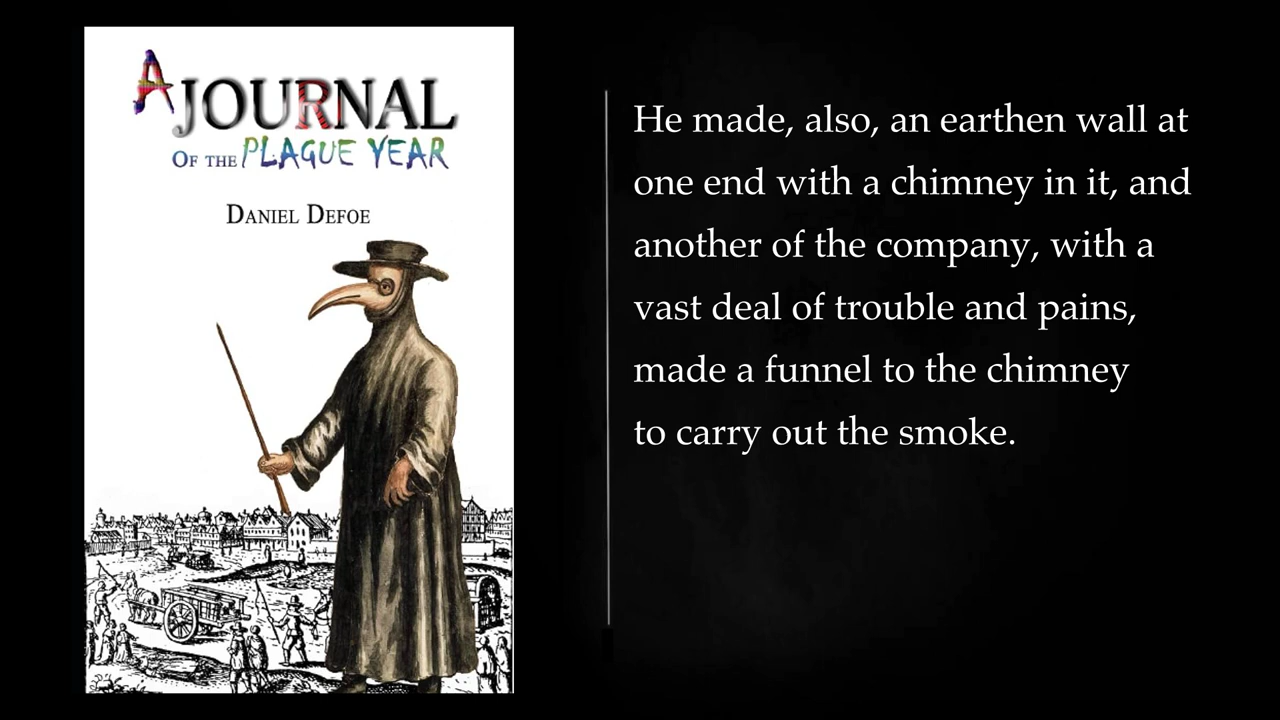 A JOURNAL
OF THE PLAGUE YEAR
DANIEL DEFOE
He made, also, an earthen wall at
one end with a chimney in it, and
another of the company, with a
vast deal of trouble and pains,
made a funnel to the chimney
to carry out the smoke.